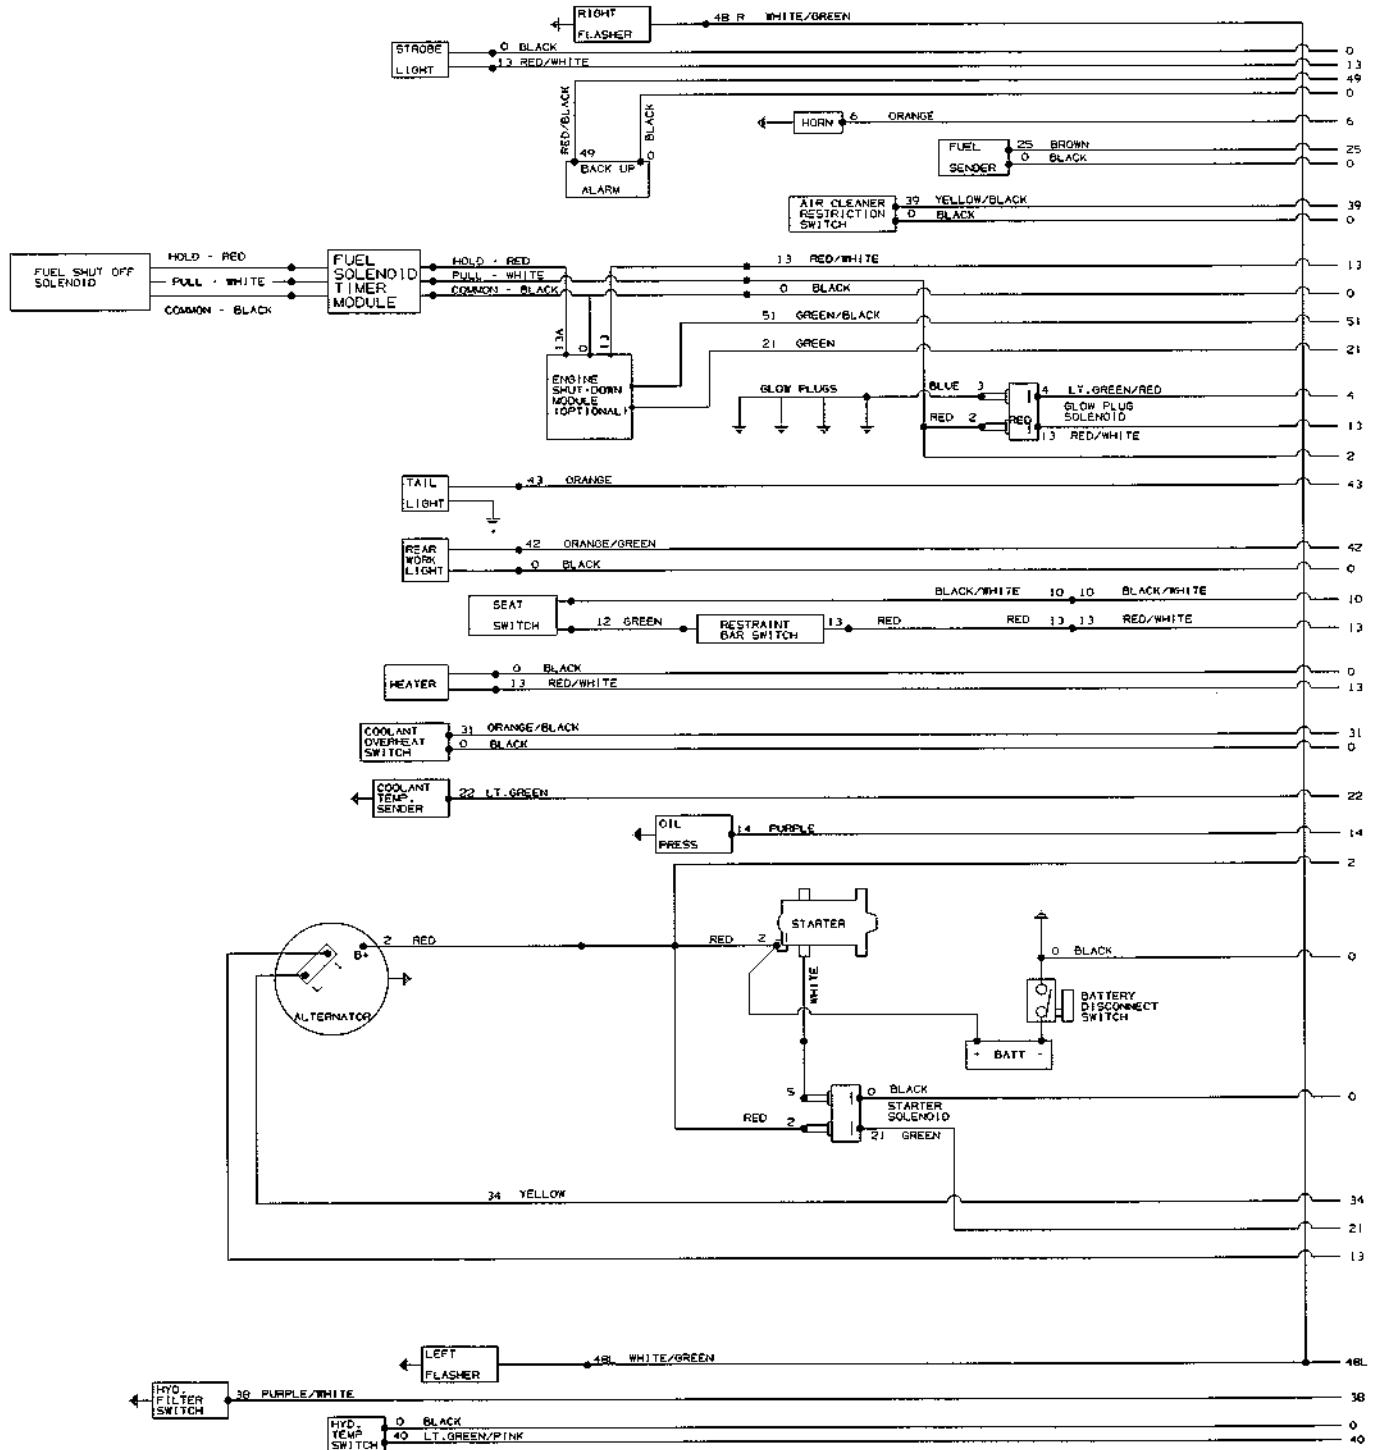 RIGHT
FLASHER
48 R WHITE/GREEN
STROBE
LIGHT
0 BLACK 0
13 RED/WHITE 13
49
0
RED/BLACK
BLACK
49
0
BACK UP
ALARM
HORN
6 ORANGE 6
FUEL
SENDER
25 BROWN 25
0 BLACK 0
AIR CLEANER
RESTRICTION
SWITCH
39 YELLOW/BLACK 39
0 BLACK 0
FUEL SHUT OFF
SOLENOID
HOLD - RED
PULL - WHITE
COMMON - BLACK
FUEL
SOLENOID
TIMER
MODULE
HOLD - RED
PULL - WHITE
COMMON - BLACK
13 RED/WHITE 13
0 BLACK 0
51 GREEN/BLACK 51
21 GREEN 21
13A
0
13
ENGINE
SHUT-DOWN
MODULE
(OPTIONAL)
GLOW PLUGS
BLUE 3
4 LT.GREEN/RED 4
GLOW PLUG
SOLENOID
RED 2
RED
13 RED/WHITE
13
2
TAIL
LIGHT
43 ORANGE 43
REAR
WORK
LIGHT
42 ORANGE/GREEN 42
0 BLACK 0
SEAT
SWITCH
BLACK/WHITE 10 10 BLACK/WHITE 10
12 GREEN
RESTRAINT
BAR SWITCH
13 RED RED 13 13 RED/WHITE 13
HEATER
0 BLACK 0
13 RED/WHITE 13
COOLANT
OVERHEAT
SWITCH
31 ORANGE/BLACK 31
0 BLACK 0
COOLANT
TEMP.
SENDER
22 LT.GREEN 22
OIL
PRESS
14 PURPLE 14
2
STARTER
2 RED
B+
RED 2
ALTERNATOR
WHITE
0 BLACK 0
BATTERY
DISCONNECT
SWITCH
+ BATT -
5
0 BLACK 0
STARTER
SOLENOID
RED 2
21 GREEN
34 YELLOW 34
21
13
LEFT
FLASHER
48L WHITE/GREEN 48L
HYD.
FILTER
SWITCH
38 PURPLE/WHITE 38
HYD.
TEMP
SWITCH
0 BLACK 0
40 LT.GREEN/PINK 40